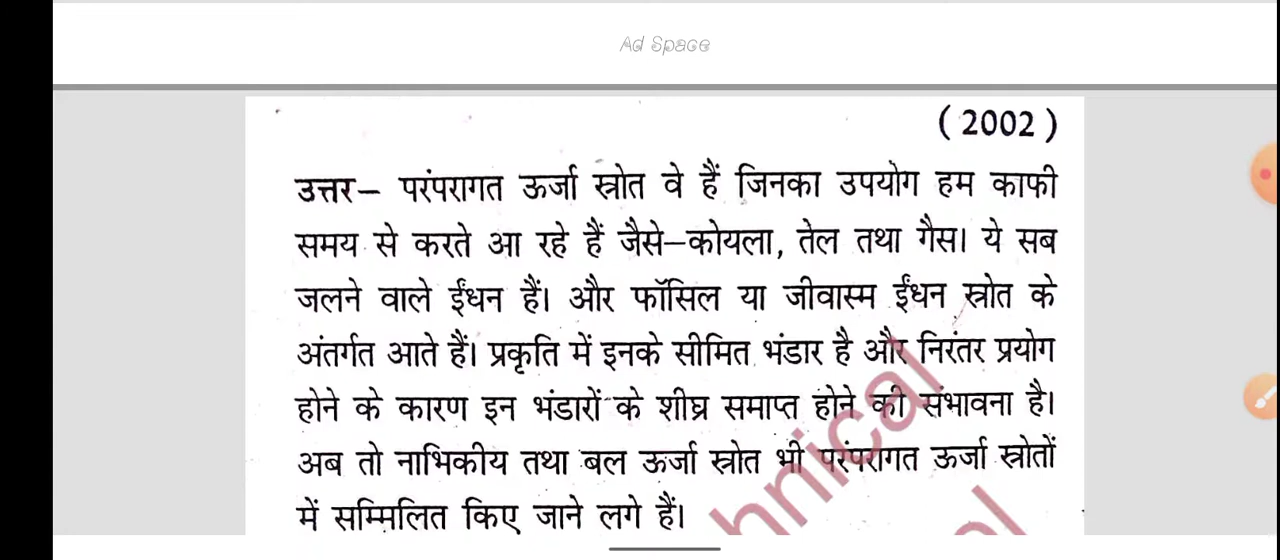 Ad Space
( 2002 )
उत्तर– परंपरागत ऊर्जा स्त्रोत वे हैं जिनका उपयोग हम काफी
समय से करते आ रहे हैं जैसे–कोयला, तेल तथा गैस। ये सब
जलने वाले ईंधन हैं। और फॉसिल या जीवास्म ईंधन स्त्रोत के
अंतर्गत आते हैं। प्रकृति में इनके सीमित भंडार है और निरंतर प्रयोग
होने के कारण इन भंडारों के शीघ्र समाप्त होने की संभावना है।
अब तो नाभिकीय तथा बल ऊर्जा स्त्रोत भी परंपरागत ऊर्जा स्त्रोतों
में सम्मिलित किए जाने लगे हैं।